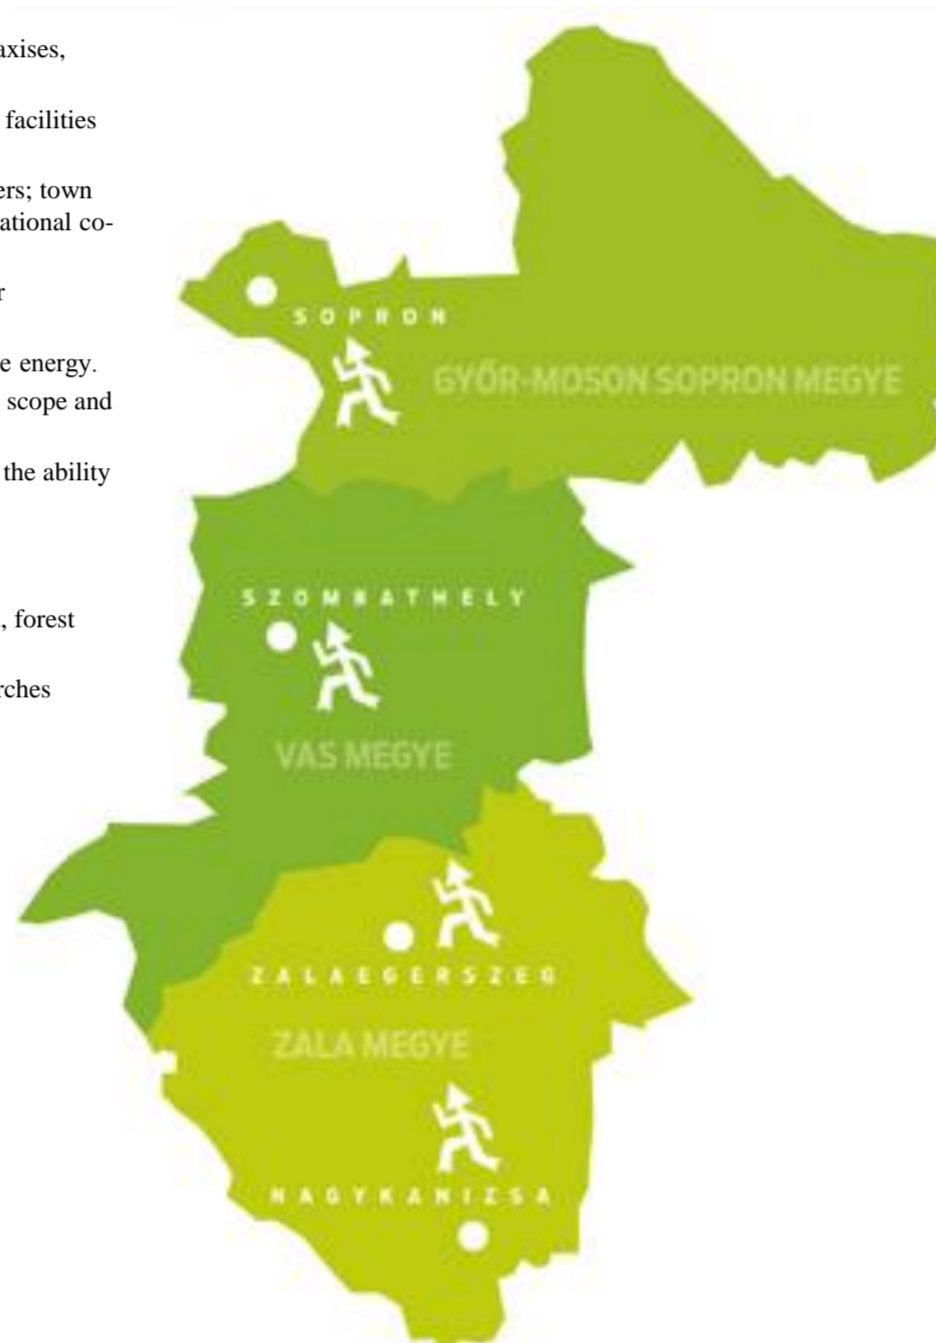 axises,
facilities
ers; town
ational co-
r
e energy.
scope and
the ability
, forest
rches
SOPRON
GYŐR-MOSON SOPRON MEGYE
SZOMBATHELY
VAS MEGYE
ZALAEGERSZEG
ZALA MEGYE
NAGYKANIZSA